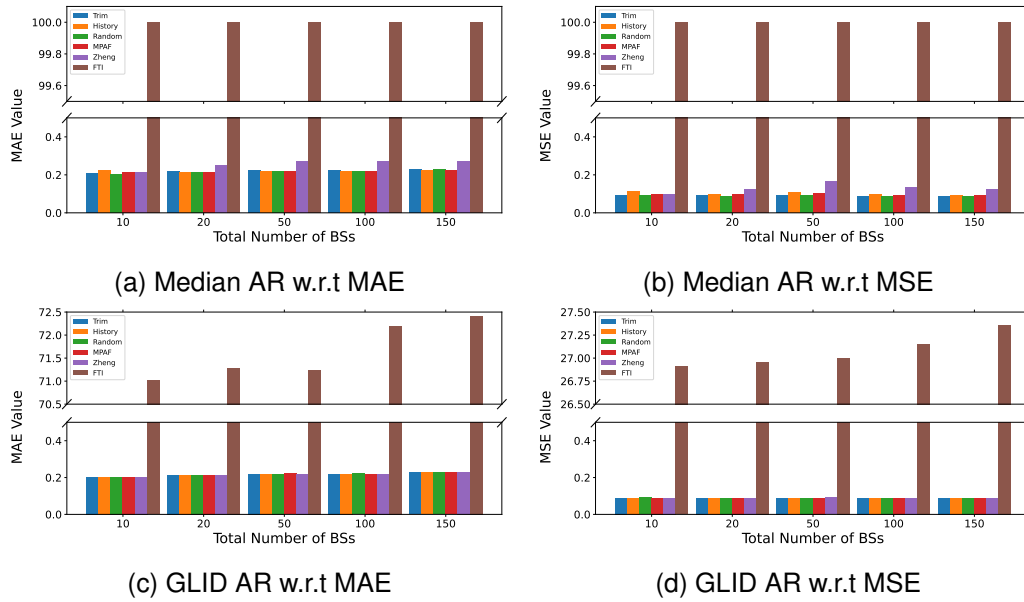 100.0
99.8
99.6
0.4
0.2
0.0
MAE Value
Trim
History
Random
MPAF
Zheng
FTI
10 20 50 100 150
Total Number of BSs
(a) Median AR w.r.t MAE
100.0
99.8
99.6
0.4
0.2
0.0
MSE Value
Trim
History
Random
MPAF
Zheng
FTI
10 20 50 100 150
Total Number of BSs
(b) Median AR w.r.t MSE
72.5
72.0
71.5
71.0
70.5
0.4
0.2
0.0
MAE Value
Trim
History
Random
MPAF
Zheng
FTI
10 20 50 100 150
Total Number of BSs
(c) GLID AR w.r.t MAE
27.50
27.25
27.00
26.75
26.50
0.4
0.2
0.0
MSE Value
Trim
History
Random
MPAF
Zheng
FTI
10 20 50 100 150
Total Number of BSs
(d) GLID AR w.r.t MSE